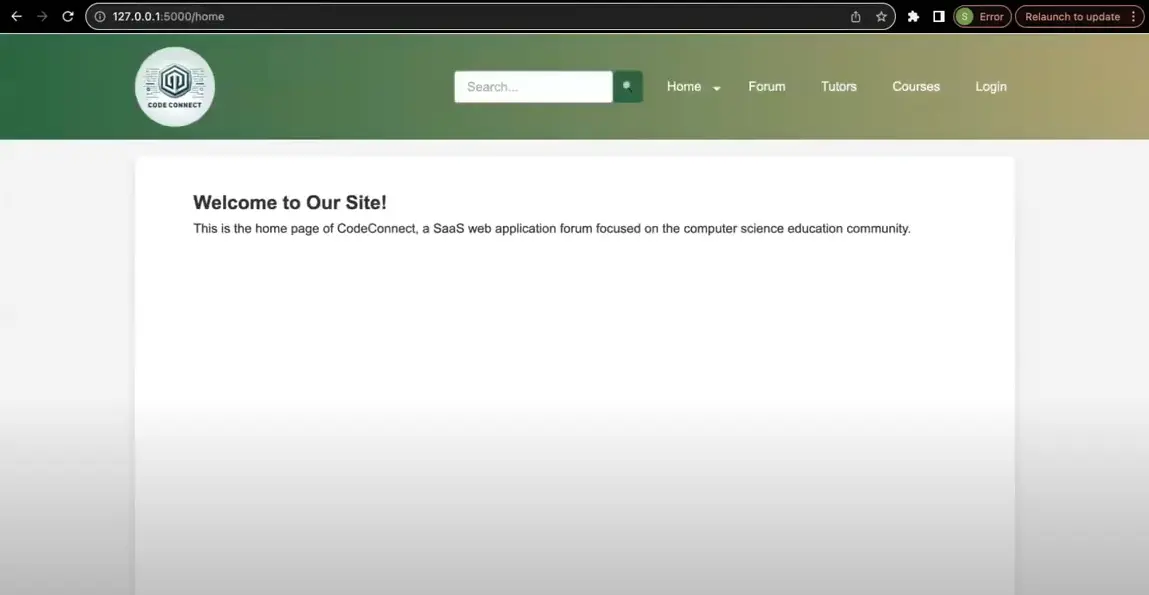 127.0.0.1:5000/home
S Error Relaunch to update
CODE CONNECT
Search...
Home Forum Tutors Courses Login
Welcome to Our Site!
This is the home page of CodeConnect, a SaaS web application forum focused on the computer science education community.